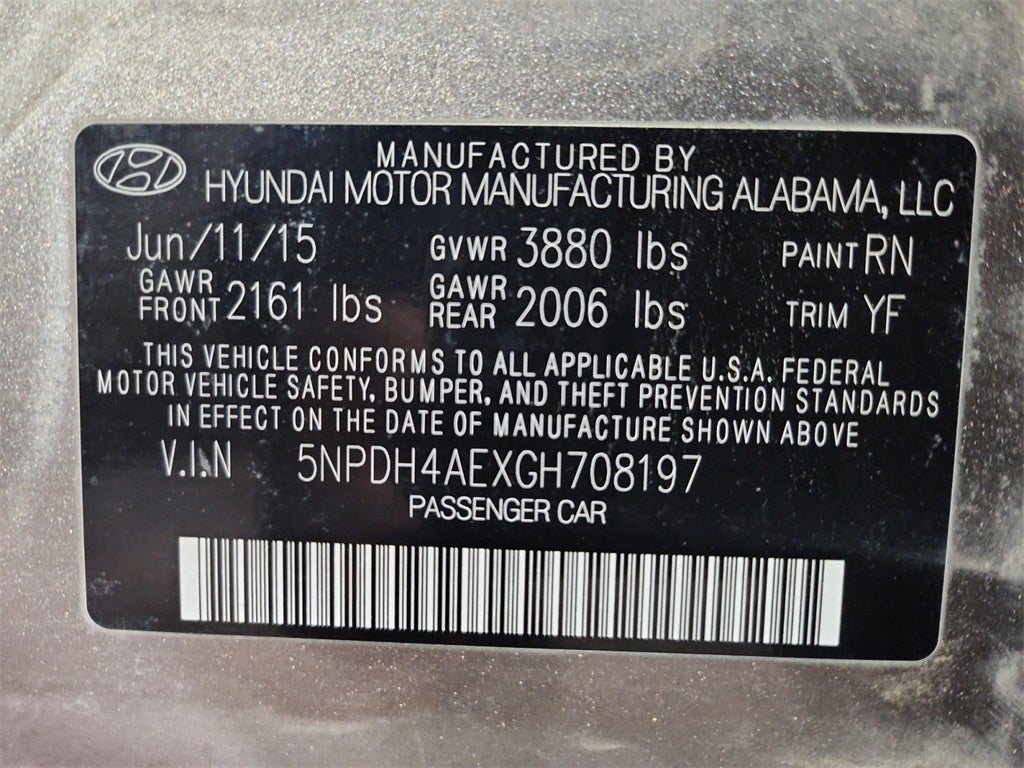 MANUFACTURED BY
HYUNDAI MOTOR MANUFACTURING ALABAMA, LLC
Jun/11/15 GVWR 3880 lbs PAINT RN
GAWR FRONT 2161 lbs GAWR REAR 2006 lbs TRIM YF
THIS VEHICLE CONFORMS TO ALL APPLICABLE U.S.A. FEDERAL
MOTOR VEHICLE SAFETY, BUMPER, AND THEFT PREVENTION STANDARDS
IN EFFECT ON THE DATE OF MANUFACTURE SHOWN ABOVE
V.I.N 5NPDH4AEXGH708197
PASSENGER CAR